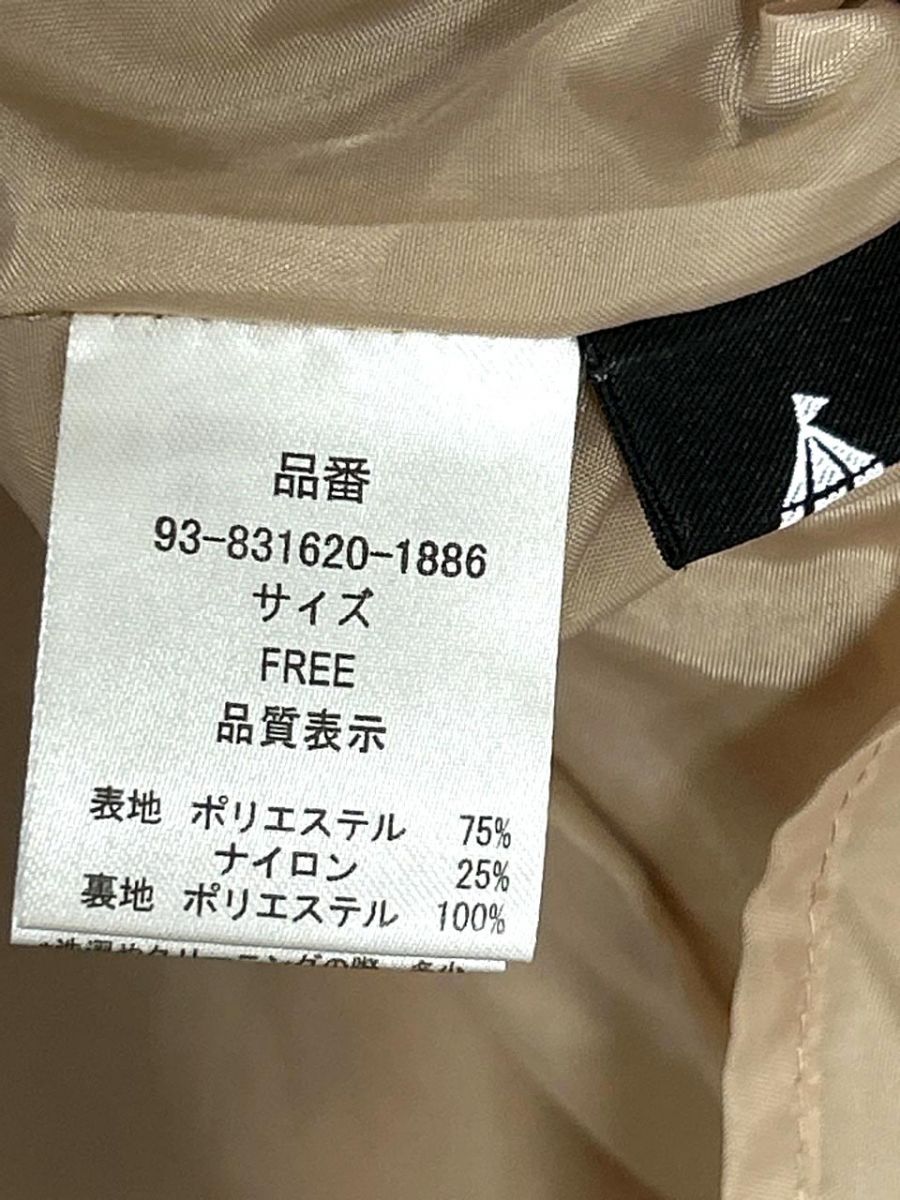 品番
93-831620-1886
サイズ
FREE
品質表示
表地 ポリエステル 75%
ナイロン 25%
裏地 ポリエステル 100%